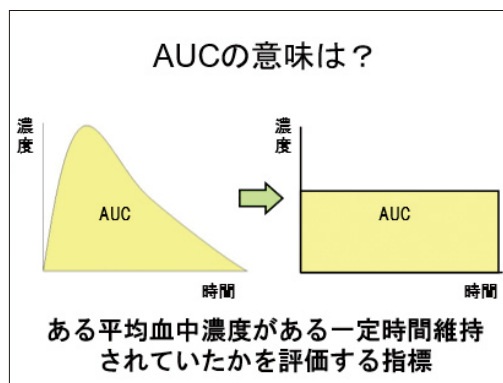 AUCの意味は？
濃度
AUC
時間
濃度
AUC
時間
ある平均血中濃度がある一定時間維持
されていたかを評価する指標